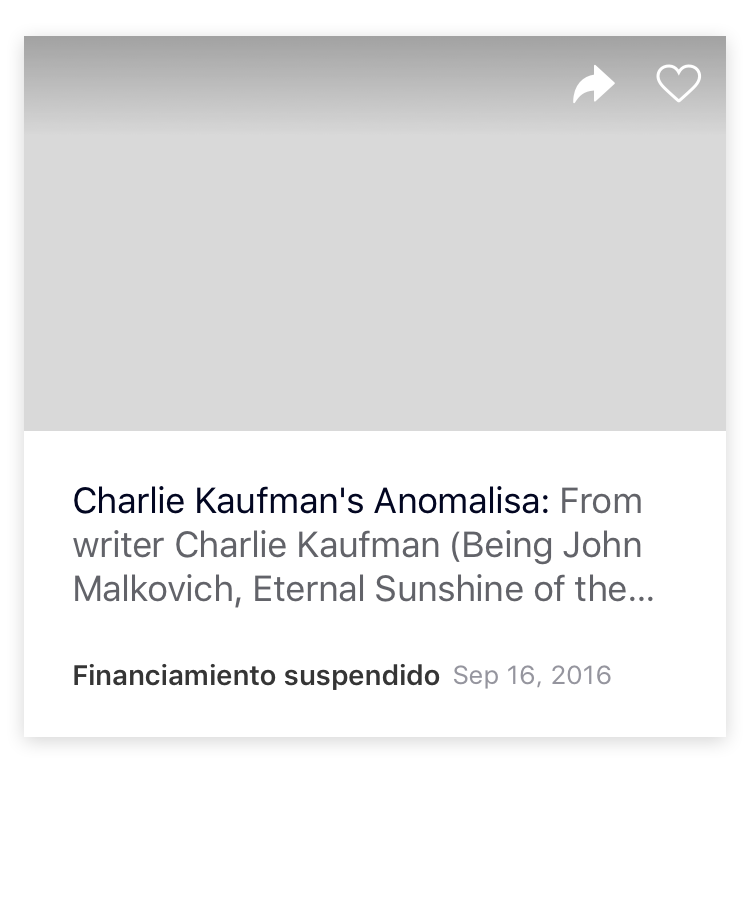 Charlie Kaufman's Anomalisa: From
writer Charlie Kaufman (Being John
Malkovich, Eternal Sunshine of the...
Financiamiento suspendido Sep 16, 2016